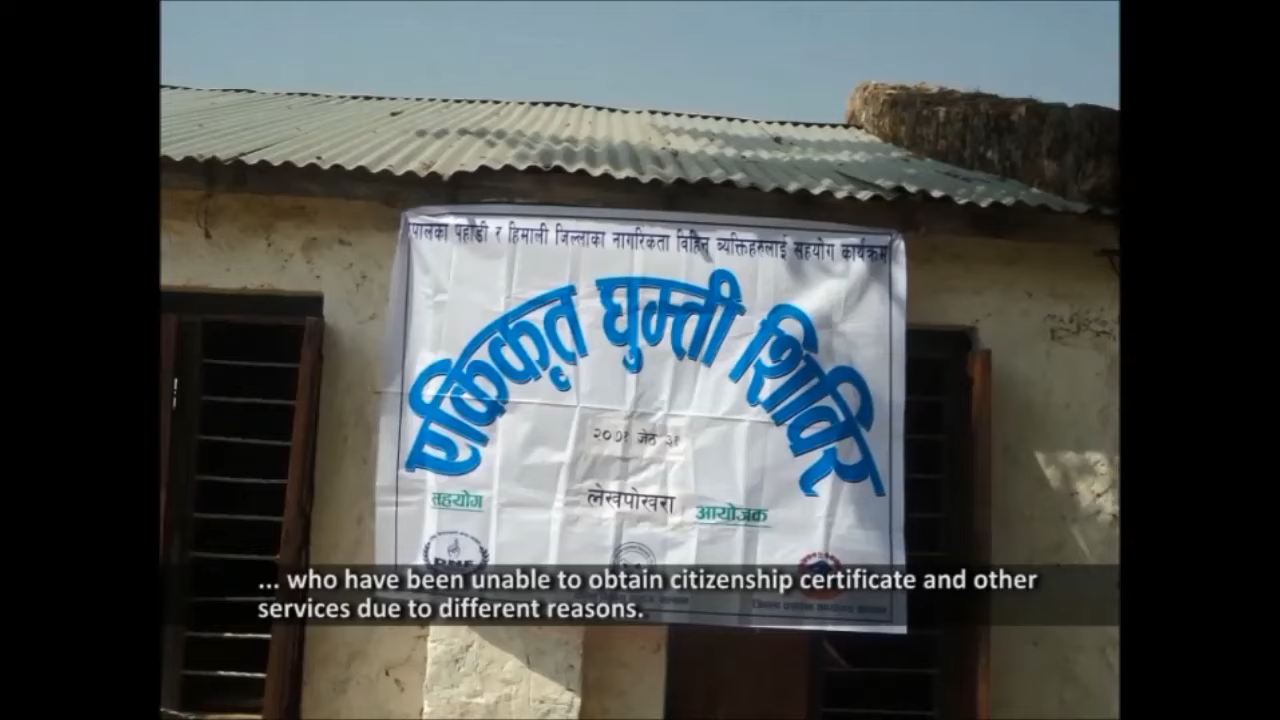 पालका पहाडी र हिमाली जिल्लाका नागरिकता विहिन व्यक्तिहरुलाई सहयोग कार्यक्रम
एकिकृत घुम्ती शिविर
२०७१ जेठ ३१
सहयोग
लेखपोखरा
आयोजक
... who have been unable to obtain citizenship certificate and other
services due to different reasons.